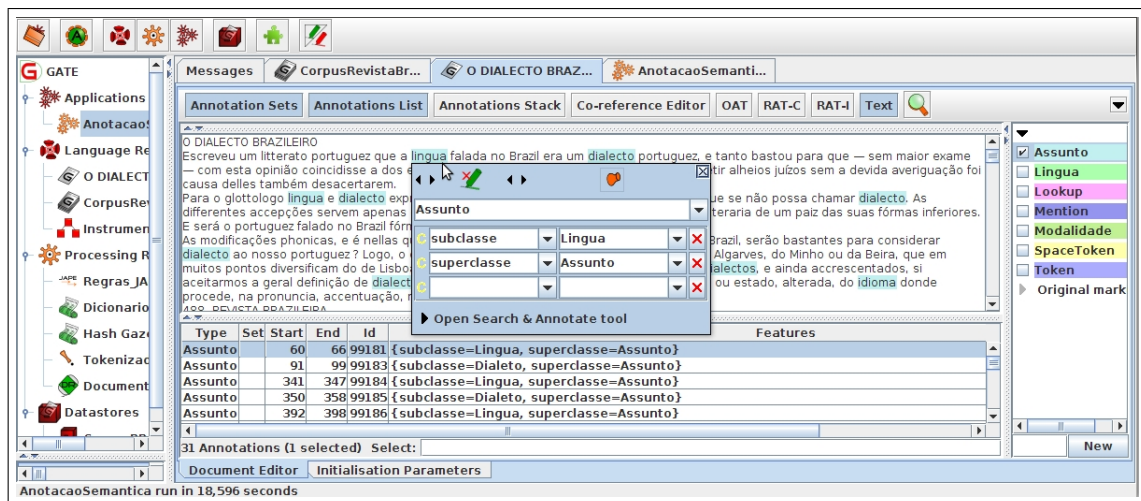 GATE
Applications
AnotacaoS
Language Re
O DIALECT
CorpusRe
Instrumen
Processing R
Regras_JA
Dicionario
Hash Gaz
Tokenizac
Document
Datastores
Messages CorpusRevistaBr... O DIALECTO BRAZ... AnotacaoSemanti...
Annotation Sets Annotations List Annotations Stack Co-reference Editor OAT RAT-C RAT-I Text
O DIALECTO BRAZILEIRO
Escreveu um litterato portuguez que a lingua falada no Brazil era um dialecto portuguez, e tanto bastou para que — sem maior exame
— com esta opinião coincidisse a dos e tir alheios juízos sem a devida averiguação foi
causa delles também desacertarem.
Para o glottologo lingua e dialecto exp ue se não possa chamar dialecto. As
differentes accepções servem apenas teraria de um paiz das suas fórmas inferiores.
E será o portuguez falado no Brazil fórm
As modificações phonicas, e é nellas q Brazil, serão bastantes para considerar
dialecto ao nosso portuguez ? Logo, o Algarves, do Minho ou da Beira, que em
muitos pontos diversificam do de Lisbo ialectos, e ainda accrescentados, si
aceitarmos a geral definição de dialect ou estado, alterada, do idioma donde
procede, na pronuncia, accentuação,
488 REVISTA BRAZILEIRA
Assunto
C subclasse Lingua
C superclasse Assunto
C
Open Search & Annotate tool
Type Set Start End Id Features
Assunto 60 66 99181 {subclasse=Lingua, superclasse=Assunto}
Assunto 91 99 99183 {subclasse=Dialeto, superclasse=Assunto}
Assunto 341 347 99184 {subclasse=Lingua, superclasse=Assunto}
Assunto 350 358 99185 {subclasse=Dialeto, superclasse=Assunto}
Assunto 392 398 99186 {subclasse=Lingua, superclasse=Assunto}
31 Annotations (1 selected) Select:
Document Editor Initialisation Parameters
Assunto
Lingua
Lookup
Mention
Modalidade
SpaceToken
Token
Original mark
New
AnotacaoSemantica run in 18,596 seconds